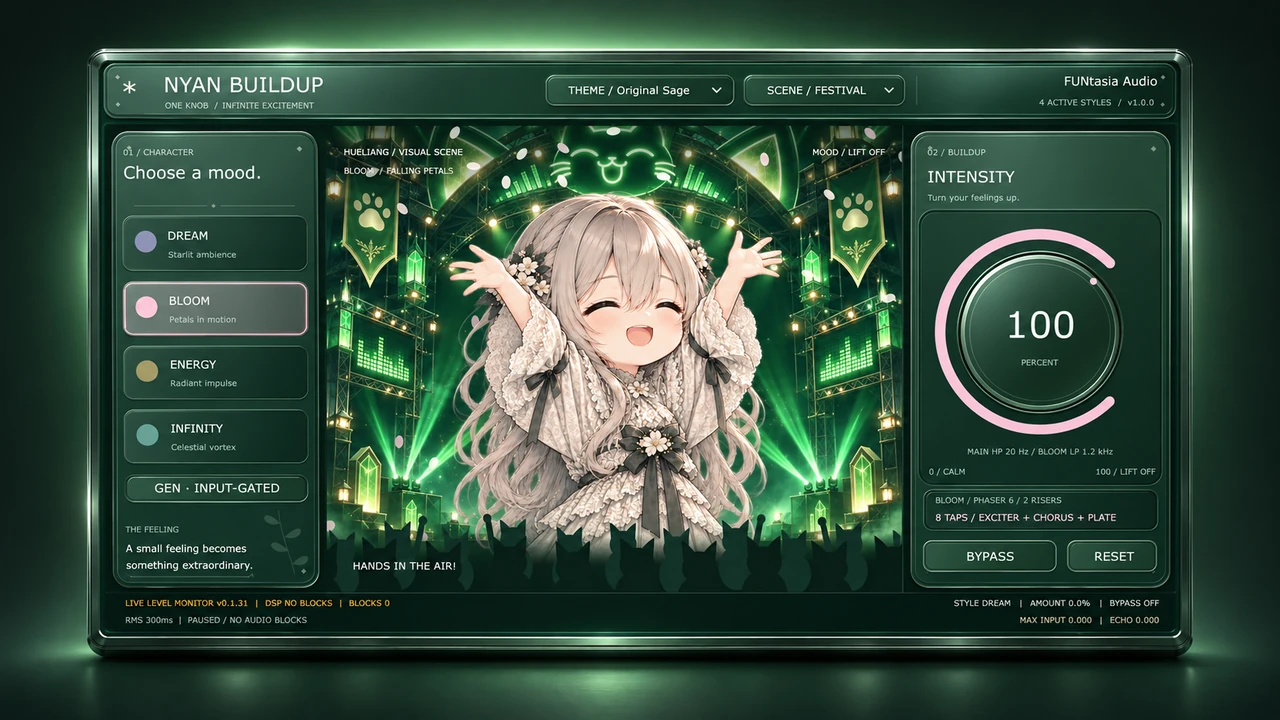 NYAN BUILDUP
ONE KNOB / INFINITE EXCITEMENT
THEME / Original Sage
SCENE / FESTIVAL
FUNtasia Audio
4 ACTIVE STYLES / v1.0.0
01 / CHARACTER
Choose a mood.
DREAM
Starlit ambience
BLOOM
Petals in motion
ENERGY
Radiant impulse
INFINITY
Celestial vortex
GEN · INPUT-GATED
THE FEELING
A small feeling becomes
something extraordinary.
HUELIANG / VISUAL SCENE
BLOOM / FALLING PETALS
MOOD / LIFT OFF
HANDS IN THE AIR!
02 / BUILDUP
INTENSITY
Turn your feelings up.
100
PERCENT
MAIN HP 20 Hz / BLOOM LP 1.2 kHz
0 / CALM
100 / LIFT OFF
BLOOM / PHASER 6 / 2 RISERS
8 TAPS / EXCITER + CHORUS + PLATE
BYPASS
RESET
LIVE LEVEL MONITOR v0.1.31 | DSP NO BLOCKS | BLOCKS 0
RMS 300ms | PAUSED / NO AUDIO BLOCKS
STYLE DREAM | AMOUNT 0.0% | BYPASS OFF
MAX INPUT 0.000 | ECHO 0.000